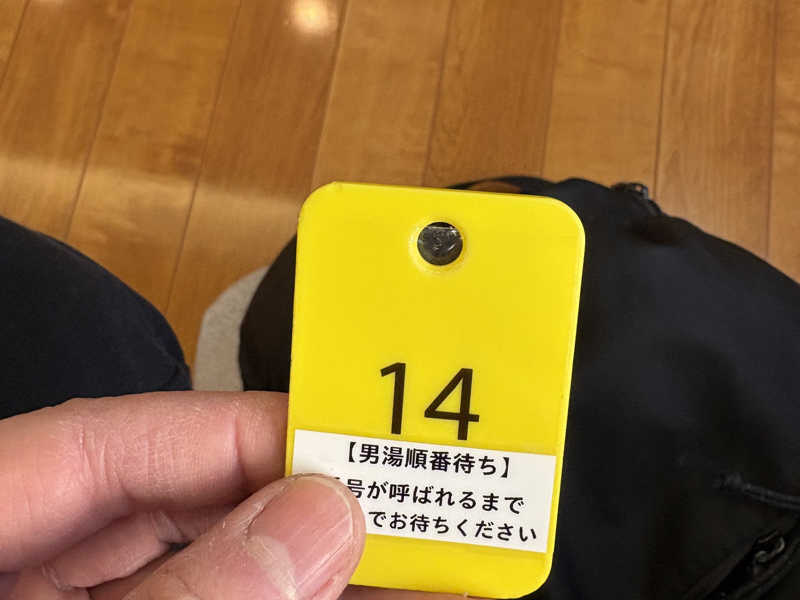 14
【男湯順番待ち】
号が呼ばれるまで
でお待ちください